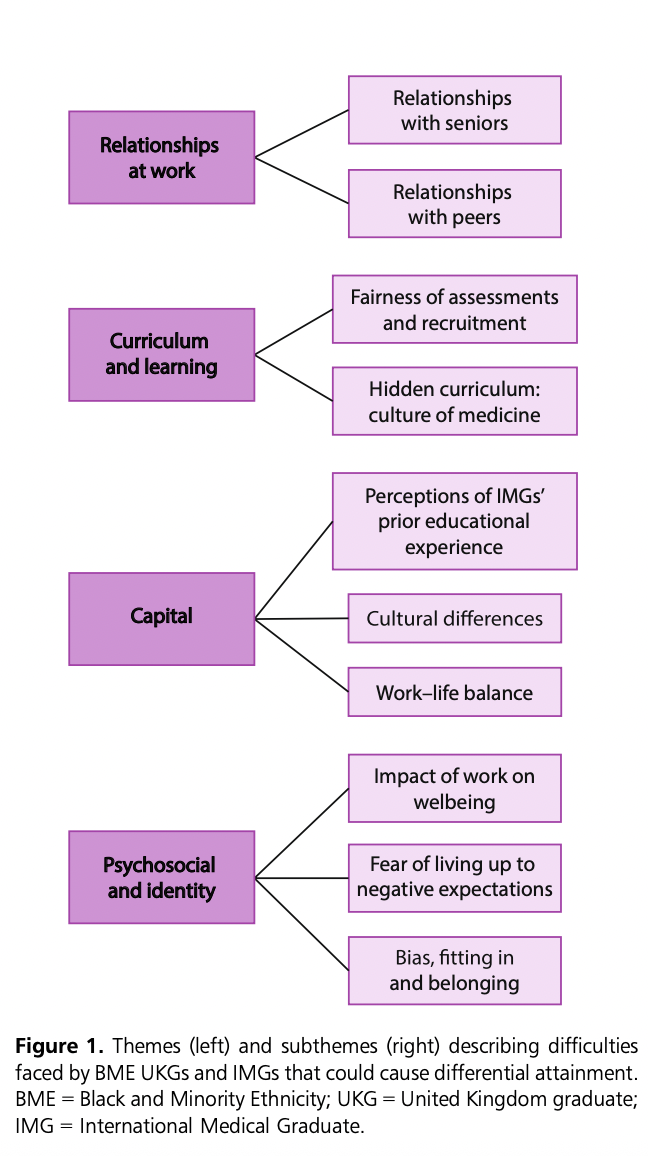 Relationships
at work
Relationships
with seniors
Relationships
with peers
Curriculum
and learning
Fairness of assessments
and recruitment
Hidden curriculum:
culture of medicine
Capital
Perceptions of IMGs’
prior educational
experience
Cultural differences
Work–life balance
Psychosocial
and identity
Impact of work on
welbeing
Fear of living up to
negative expectations
Bias, fitting in
and belonging
Figure 1. Themes (left) and subthemes (right) describing difficulties
faced by BME UKGs and IMGs that could cause differential attainment.
BME = Black and Minority Ethnicity; UKG = United Kingdom graduate;
IMG = International Medical Graduate.